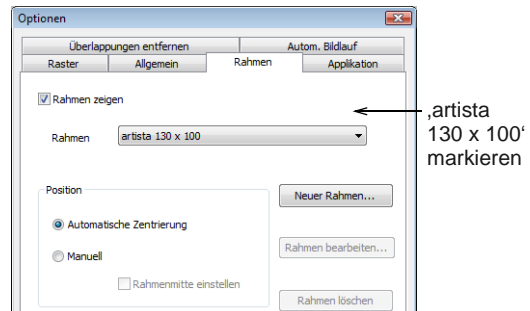 Optionen
Überlappungen entfernen Autom. Bildlauf
Raster Allgemein Rahmen Applikation
Rahmen zeigen
Rahmen artista 130 x 100
‚artista
130 x 100‘
markieren
Position
Neuer Rahmen...
Automatische Zentrierung
Manuell
Rahmen bearbeiten...
Rahmenmitte einstellen
Rahmen löschen